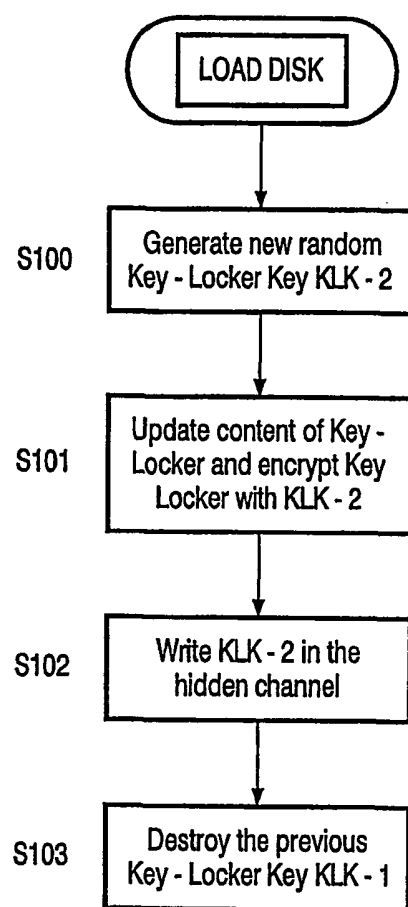 LOAD DISK
S100
Generate new random
Key - Locker Key KLK - 2
S101
Update content of Key -
Locker and encrypt Key
Locker with KLK - 2
S102
Write KLK - 2 in the
hidden channel
S103
Destroy the previous
Key - Locker Key KLK - 1